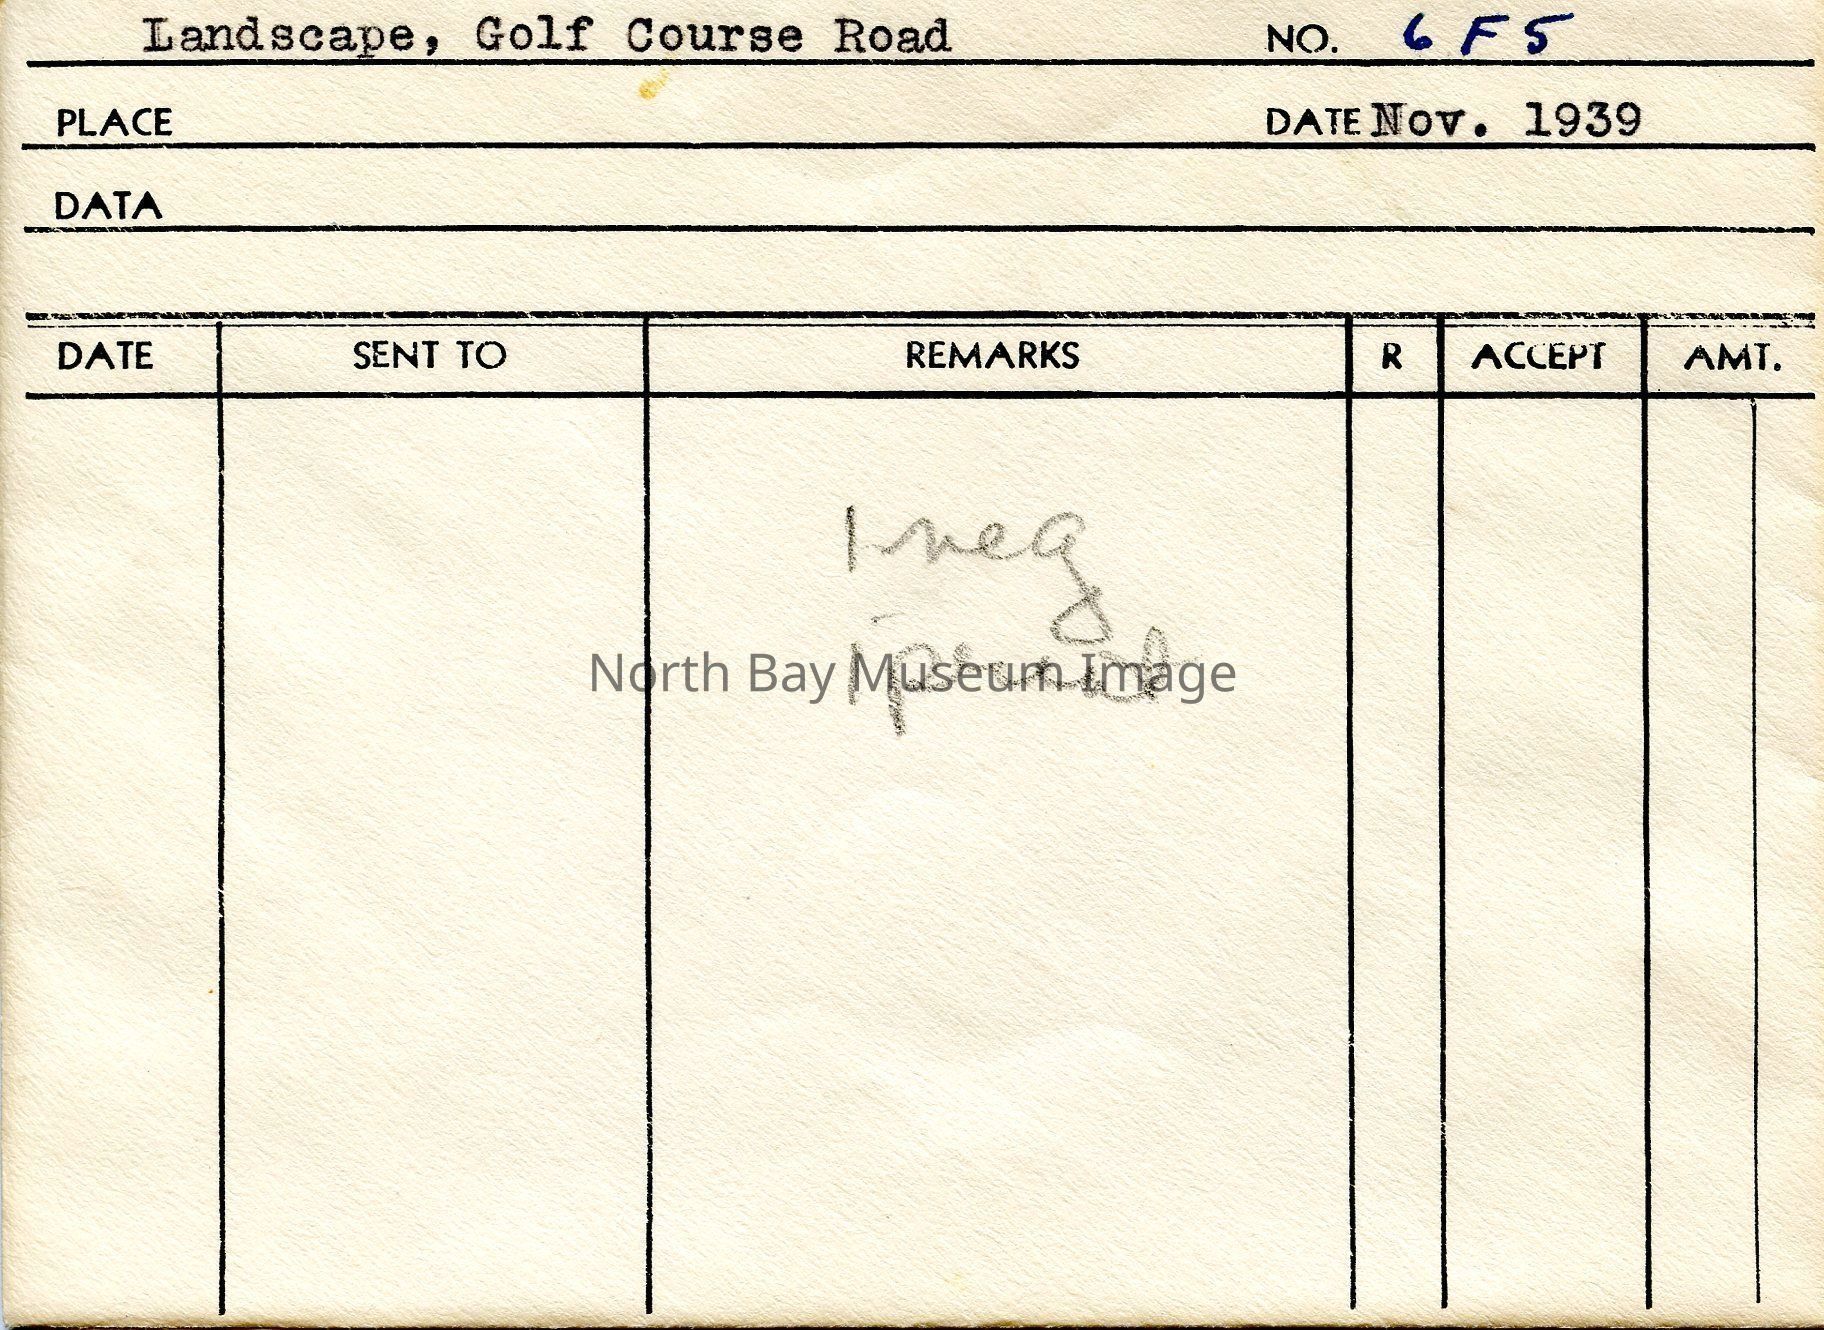 Landscape, Golf Course Road NO. 6 F 5
PLACE DATE Nov. 1939
DATA
DATE SENT TO REMARKS R ACCEPT AMT.
1 neg
1 print
North Bay Museum Image